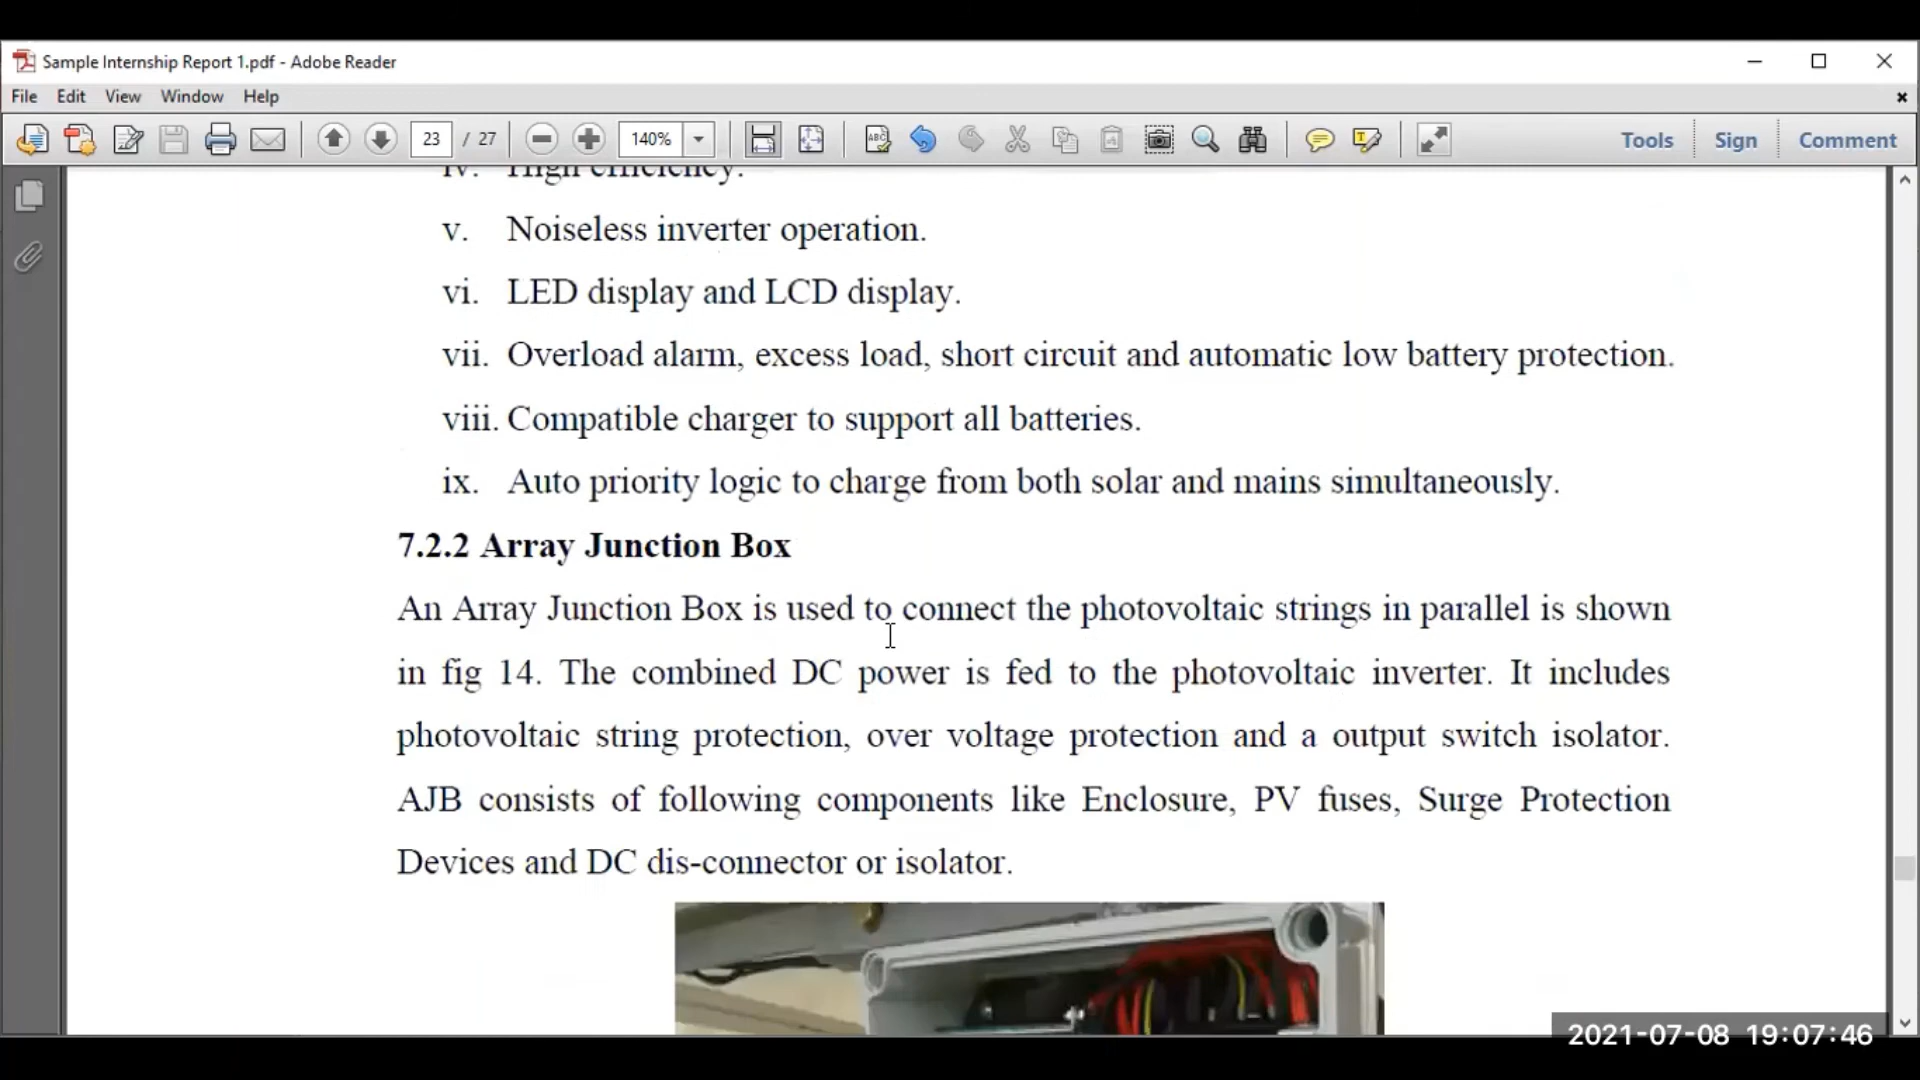 Sample Internship Report 1.pdf - Adobe Reader
File Edit View Window Help
23 / 27 140% Tools Sign Comment
iv. High efficiency.
v. Noiseless inverter operation.
vi. LED display and LCD display.
vii. Overload alarm, excess load, short circuit and automatic low battery protection.
viii. Compatible charger to support all batteries.
ix. Auto priority logic to charge from both solar and mains simultaneously.
7.2.2 Array Junction Box
An Array Junction Box is used to connect the photovoltaic strings in parallel is shown
in fig 14. The combined DC power is fed to the photovoltaic inverter. It includes
photovoltaic string protection, over voltage protection and a output switch isolator.
AJB consists of following components like Enclosure, PV fuses, Surge Protection
Devices and DC dis-connector or isolator.
2021-07-08 19:07:46